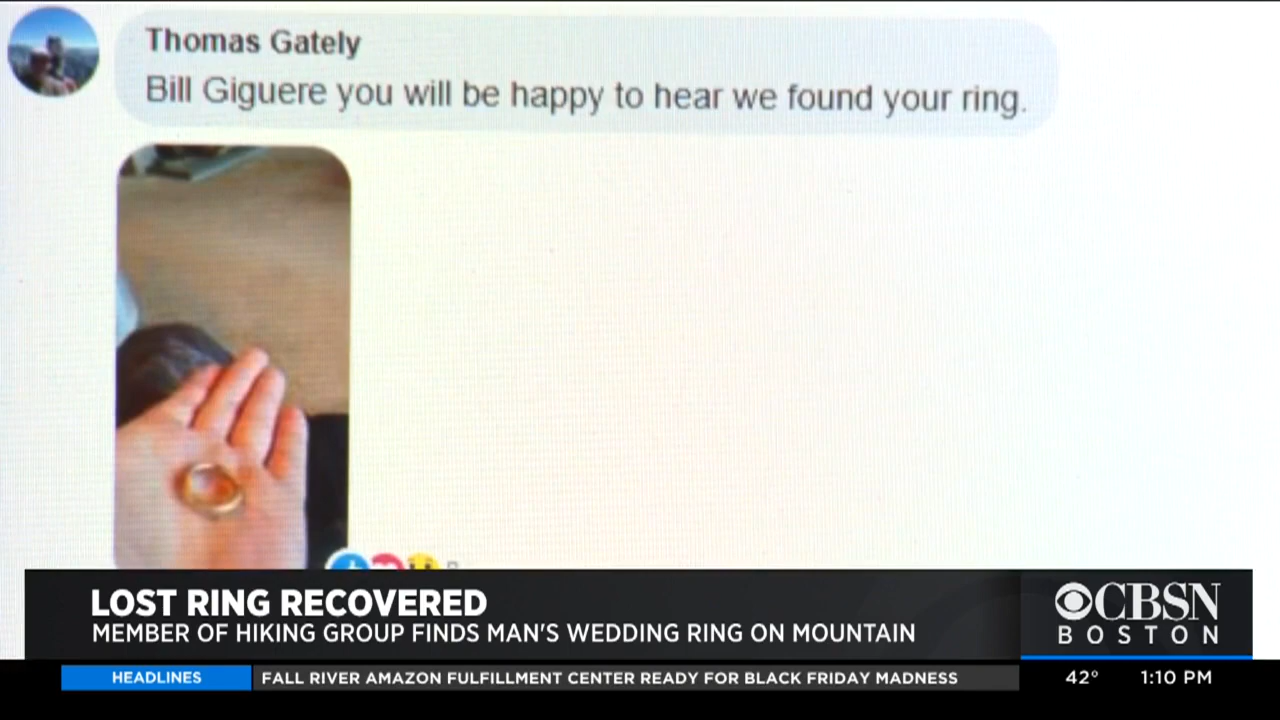 Thomas Gately
Bill Giguere you will be happy to hear we found your ring.
LOST RING RECOVERED
MEMBER OF HIKING GROUP FINDS MAN'S WEDDING RING ON MOUNTAIN
CBSN
BOSTON
HEADLINES
FALL RIVER AMAZON FULFILLMENT CENTER READY FOR BLACK FRIDAY MADNESS
42°
1:10 PM